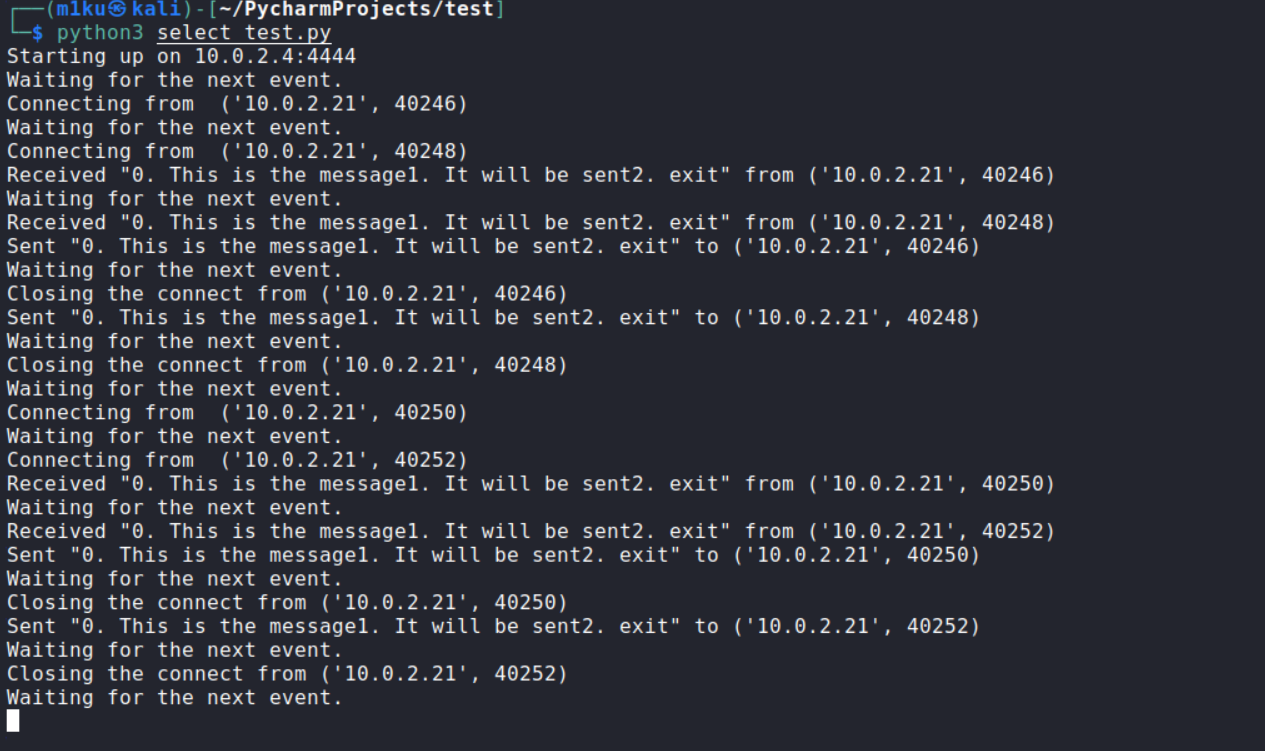 ┌──(m1ku㉿kali)-[~/PycharmProjects/test]
└─$ python3 select_test.py
Starting up on 10.0.2.4:4444
Waiting for the next event.
Connecting from  ('10.0.2.21', 40246)
Waiting for the next event.
Connecting from  ('10.0.2.21', 40248)
Received "0. This is the message1. It will be sent2. exit" from ('10.0.2.21', 40246)
Waiting for the next event.
Received "0. This is the message1. It will be sent2. exit" from ('10.0.2.21', 40248)
Sent "0. This is the message1. It will be sent2. exit" to ('10.0.2.21', 40246)
Waiting for the next event.
Closing the connect from ('10.0.2.21', 40246)
Sent "0. This is the message1. It will be sent2. exit" to ('10.0.2.21', 40248)
Waiting for the next event.
Closing the connect from ('10.0.2.21', 40248)
Waiting for the next event.
Connecting from  ('10.0.2.21', 40250)
Waiting for the next event.
Connecting from  ('10.0.2.21', 40252)
Received "0. This is the message1. It will be sent2. exit" from ('10.0.2.21', 40250)
Waiting for the next event.
Received "0. This is the message1. It will be sent2. exit" from ('10.0.2.21', 40252)
Sent "0. This is the message1. It will be sent2. exit" to ('10.0.2.21', 40250)
Waiting for the next event.
Closing the connect from ('10.0.2.21', 40250)
Sent "0. This is the message1. It will be sent2. exit" to ('10.0.2.21', 40252)
Waiting for the next event.
Closing the connect from ('10.0.2.21', 40252)
Waiting for the next event.